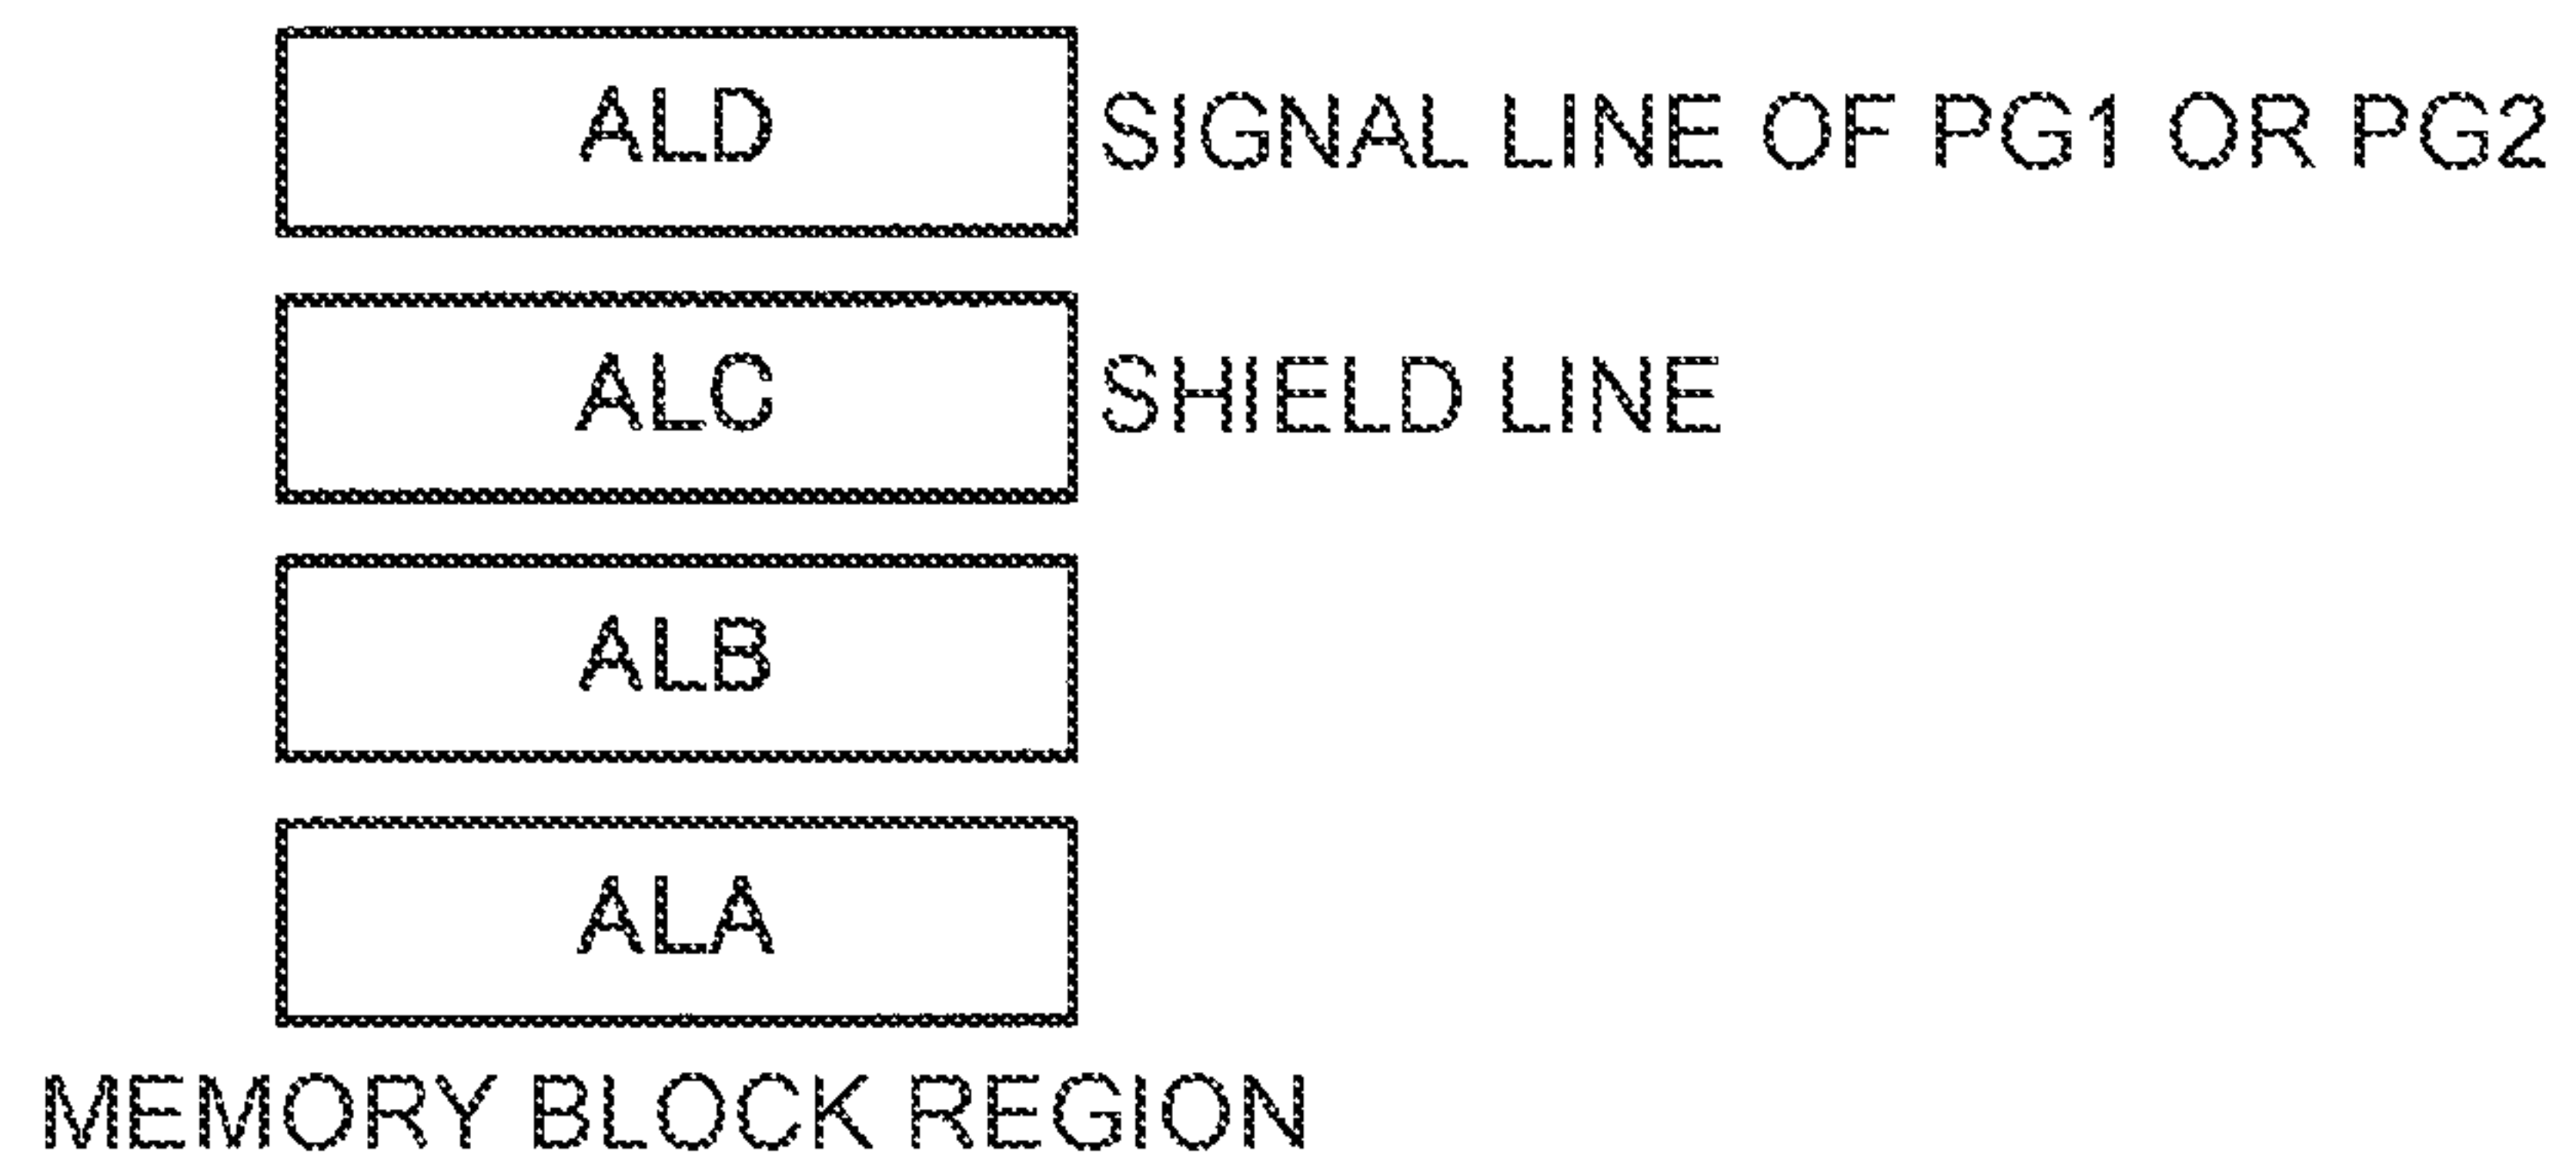 ALD SIGNAL LINE OF PG1 OR PG2
ALC SHIELD LINE
ALB
ALA
MEMORY BLOCK REGION